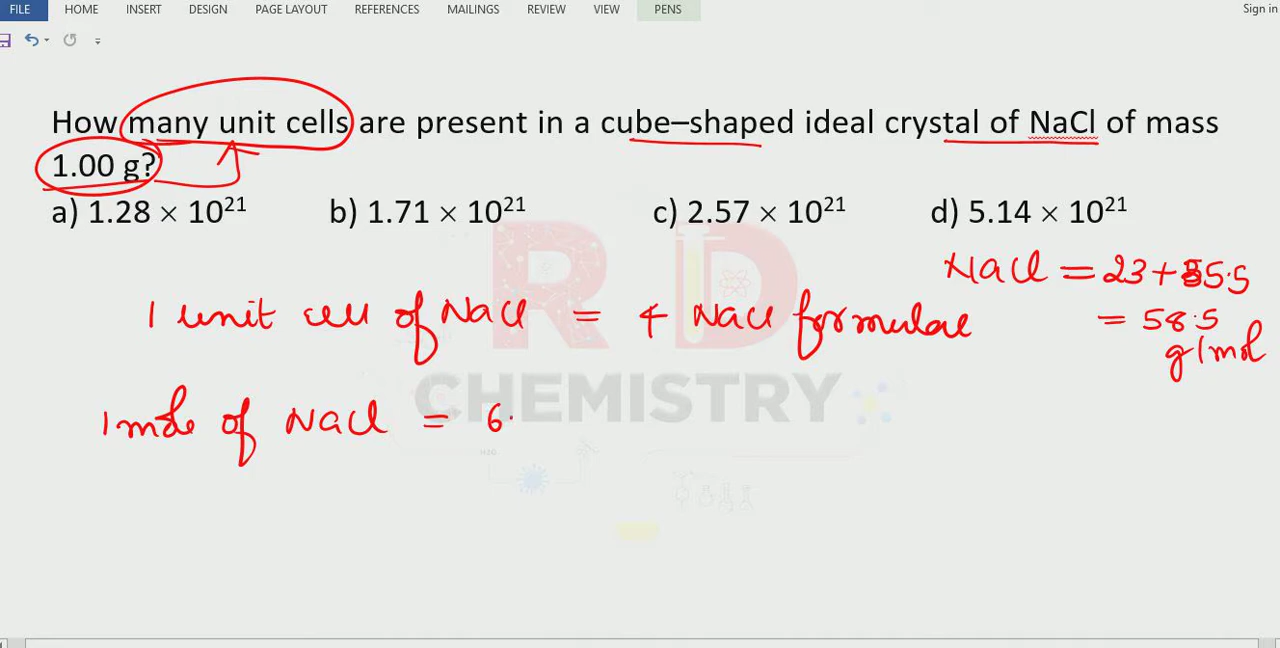 FILE HOME INSERT DESIGN PAGE LAYOUT REFERENCES MAILINGS REVIEW VIEW PENS Sign in
How many unit cells are present in a cube–shaped ideal crystal of NaCl of mass
1.00 g?
a) 1.28 × 10²¹ b) 1.71 × 10²¹ c) 2.57 × 10²¹ d) 5.14 × 10²¹
NaCl = 23+35.5
= 58.5
g/mol
1 unit cell of NaCl = 4 NaCl formulae
R D
CHEMISTRY
1 mole of NaCl = 6.